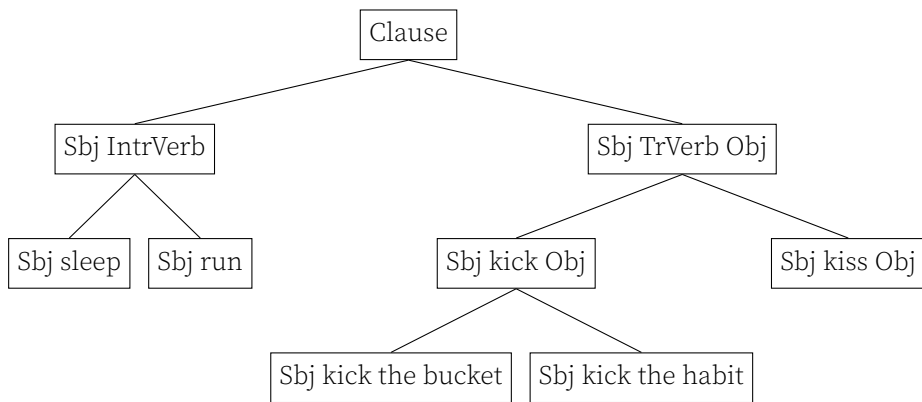 Clause
Sbj IntrVerb
Sbj TrVerb Obj
Sbj sleep
Sbj run
Sbj kick Obj
Sbj kiss Obj
Sbj kick the bucket
Sbj kick the habit